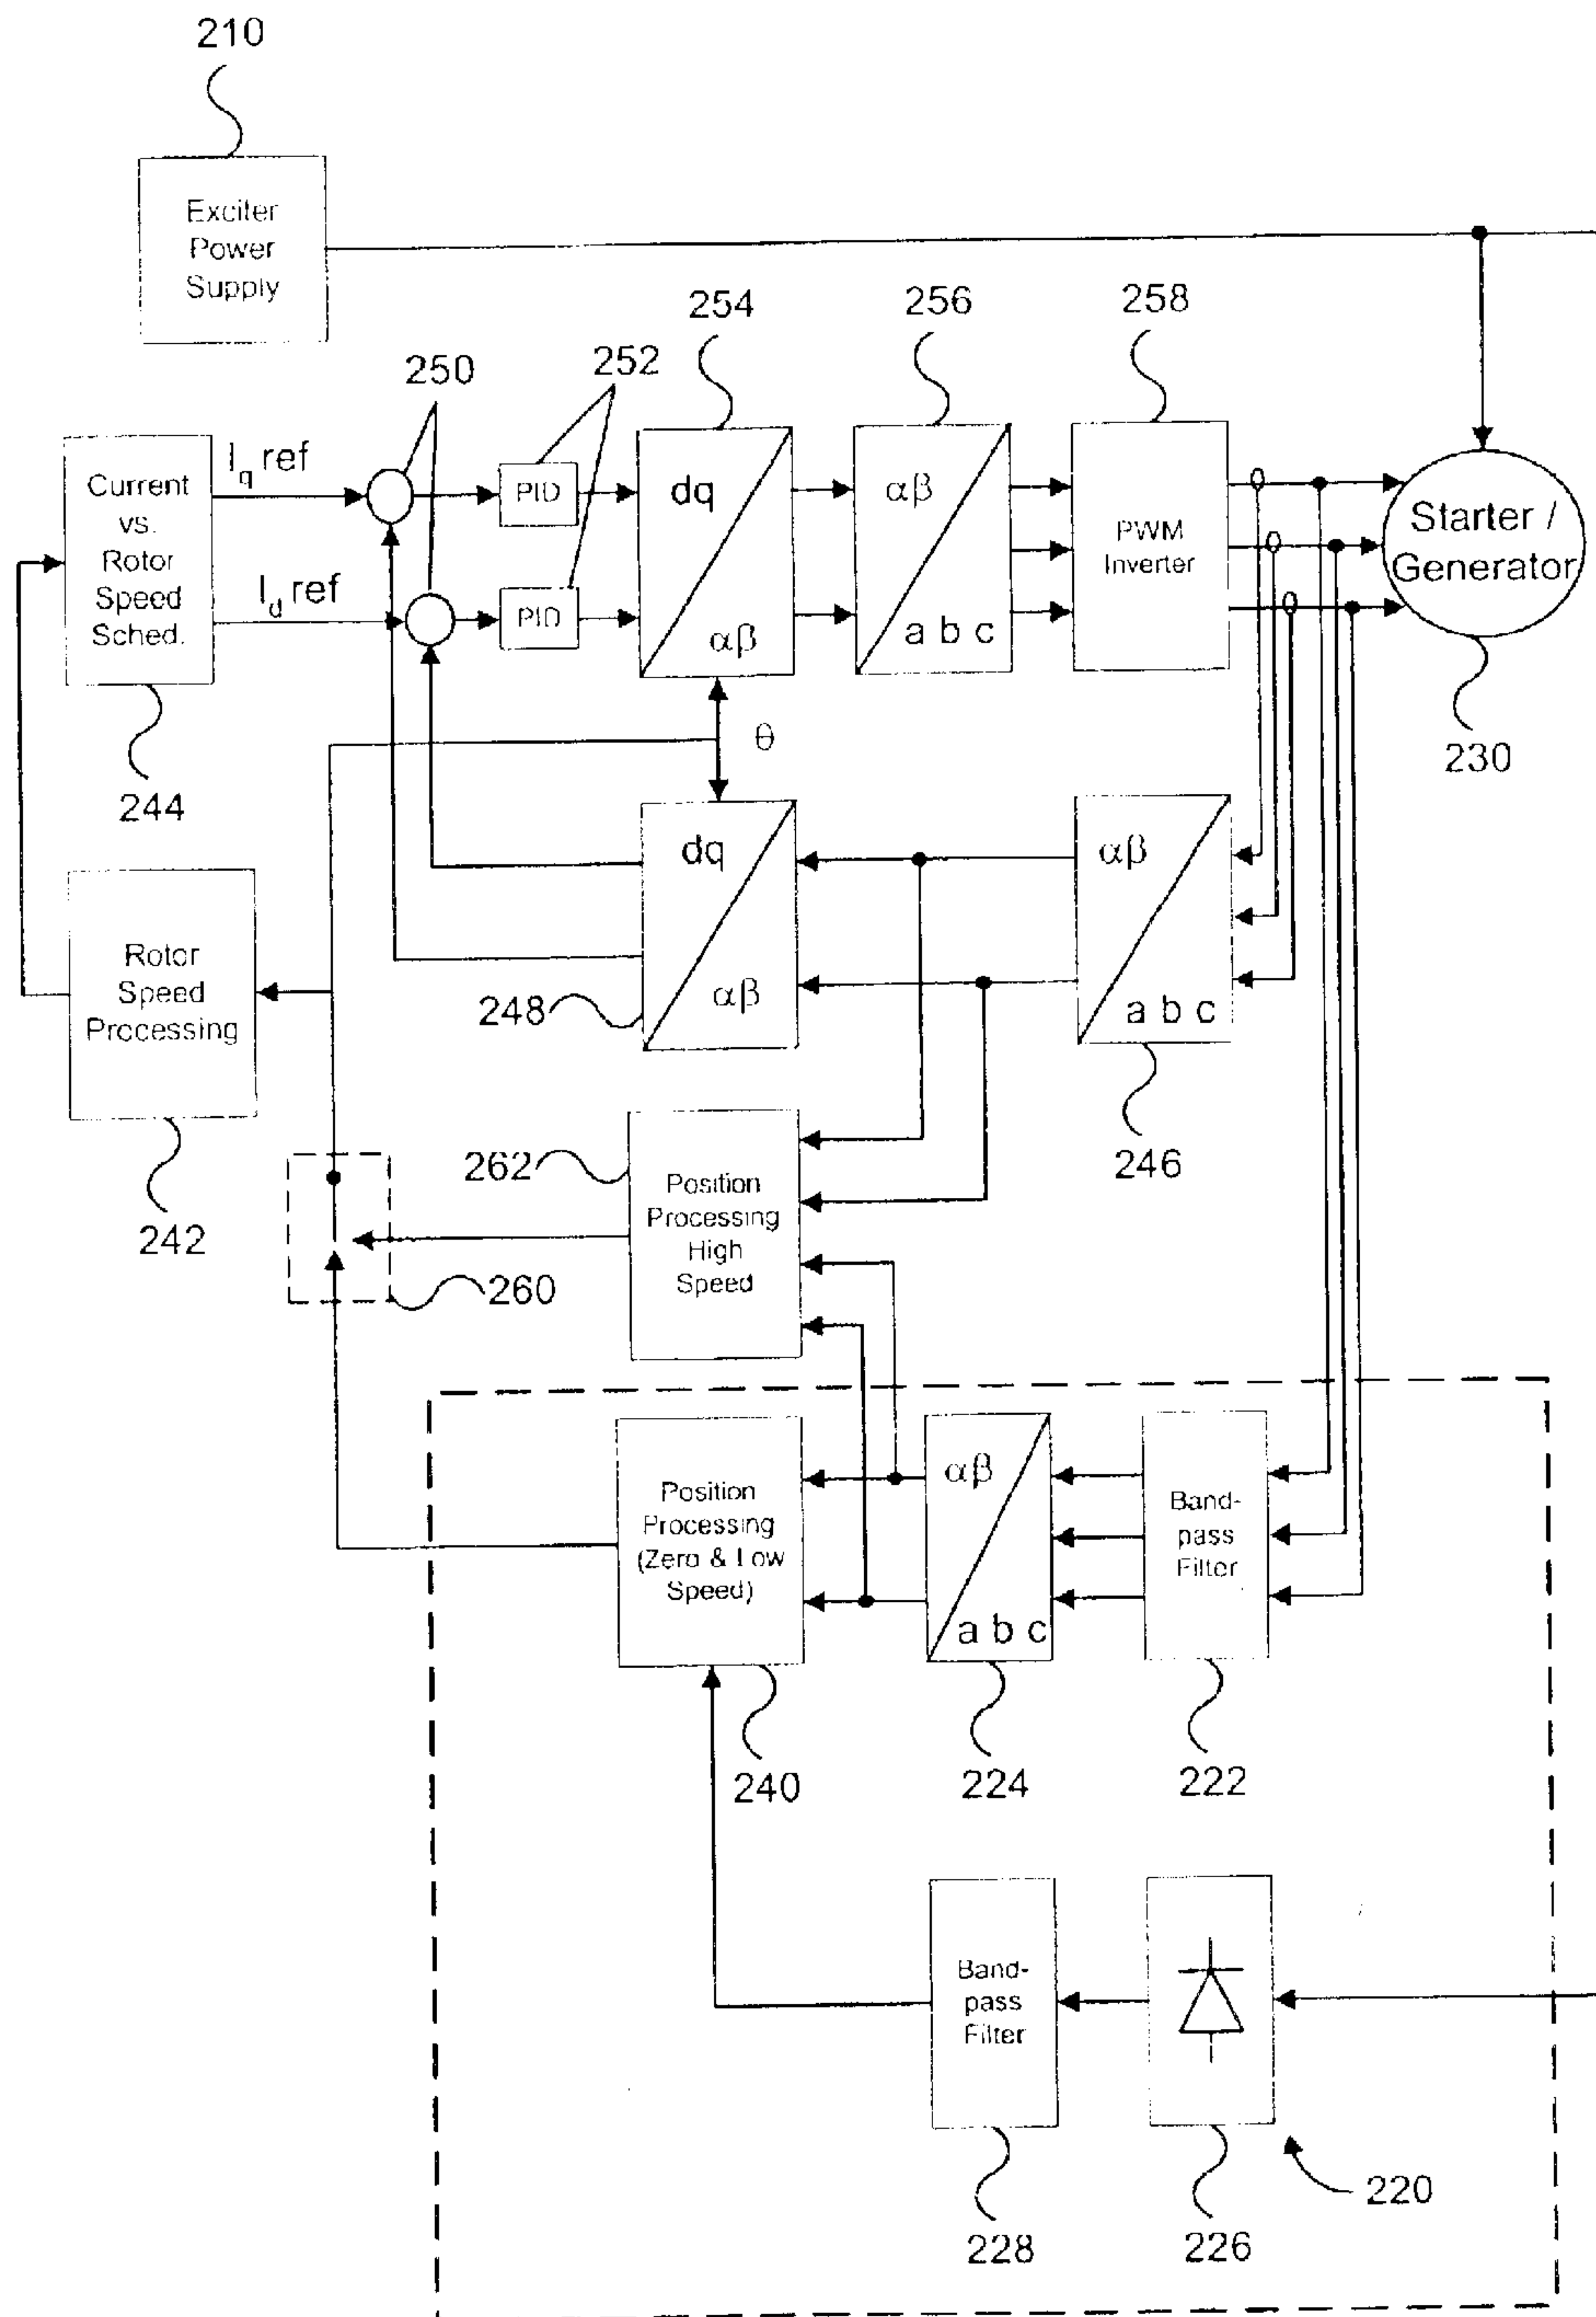 210
Exciter
Power
Supply
254
256
258
250
252
Current
vs.
Rotor
Speed
Sched.
I_q ref
I_d ref
PID
PID
dq
αβ
αβ
a b c
PWM
Inverter
Starter /
Generator
230
244
θ
Rotor
Speed
Processing
242
dq
αβ
248
αβ
a b c
246
262
Position
Processing
High
Speed
260
Position
Processing
(Zero & Low
Speed)
240
αβ
a b c
224
Band-
pass
Filter
222
Band-
pass
Filter
228
226
220